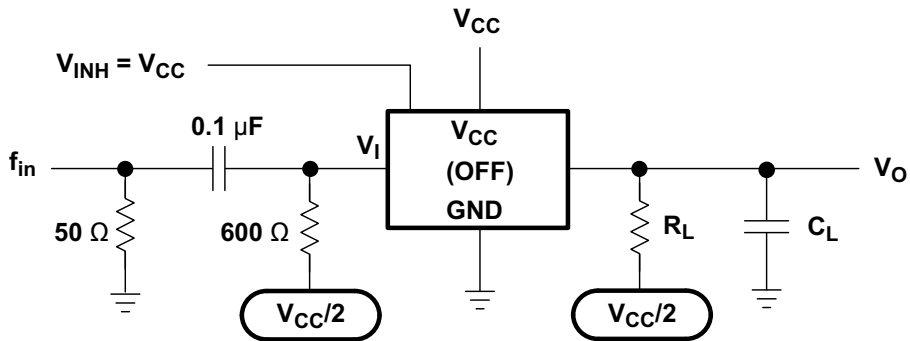 VCC
VINH = VCC
0.1 µF
fin
VI
VCC
(OFF)
GND
VO
50 Ω
600 Ω
RL
CL
VCC/2
VCC/2